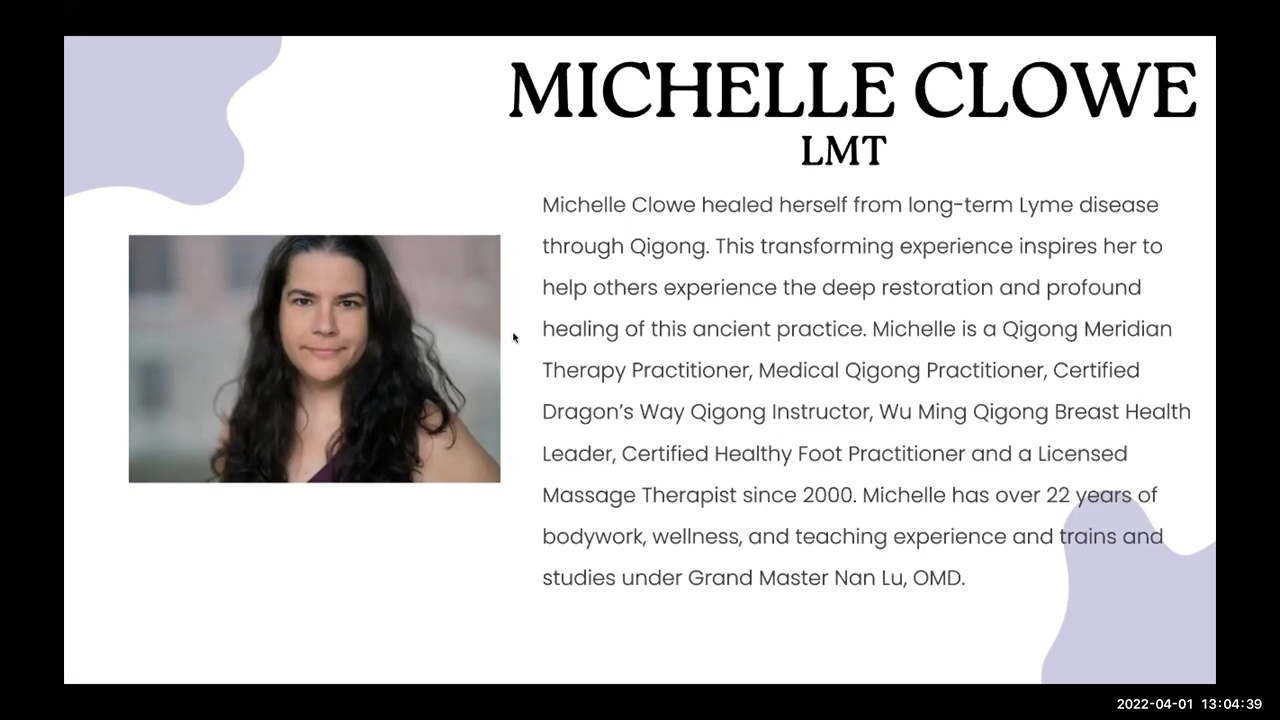 MICHELLE CLOWE
LMT
Michelle Clowe healed herself from long-term Lyme disease
through Qigong. This transforming experience inspires her to
help others experience the deep restoration and profound
healing of this ancient practice. Michelle is a Qigong Meridian
Therapy Practitioner, Medical Qigong Practitioner, Certified
Dragon's Way Qigong Instructor, Wu Ming Qigong Breast Health
Leader, Certified Healthy Foot Practitioner and a Licensed
Massage Therapist since 2000. Michelle has over 22 years of
bodywork, wellness, and teaching experience and trains and
studies under Grand Master Nan Lu, OMD.
2022-04-01 13:04:39